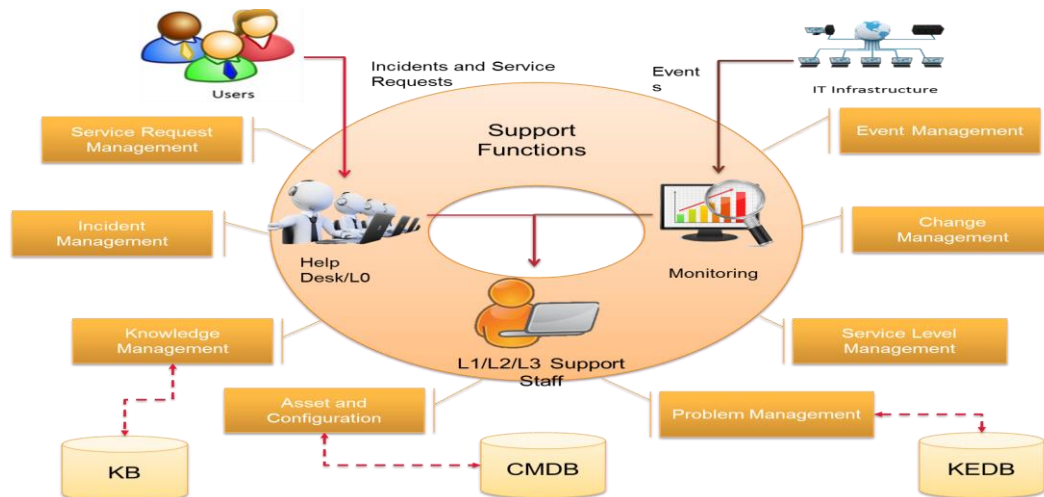 Users
Incidents and Service
Requests
Event
s
IT Infrastructure
Service Request
Management
Support
Functions
Event Management
Incident
Management
Help
Desk/L0
Monitoring
Change
Management
Knowledge
Management
L1/L2/L3 Support
Staff
Service Level
Management
Asset and
Configuration
Problem Management
KB
CMDB
KEDB